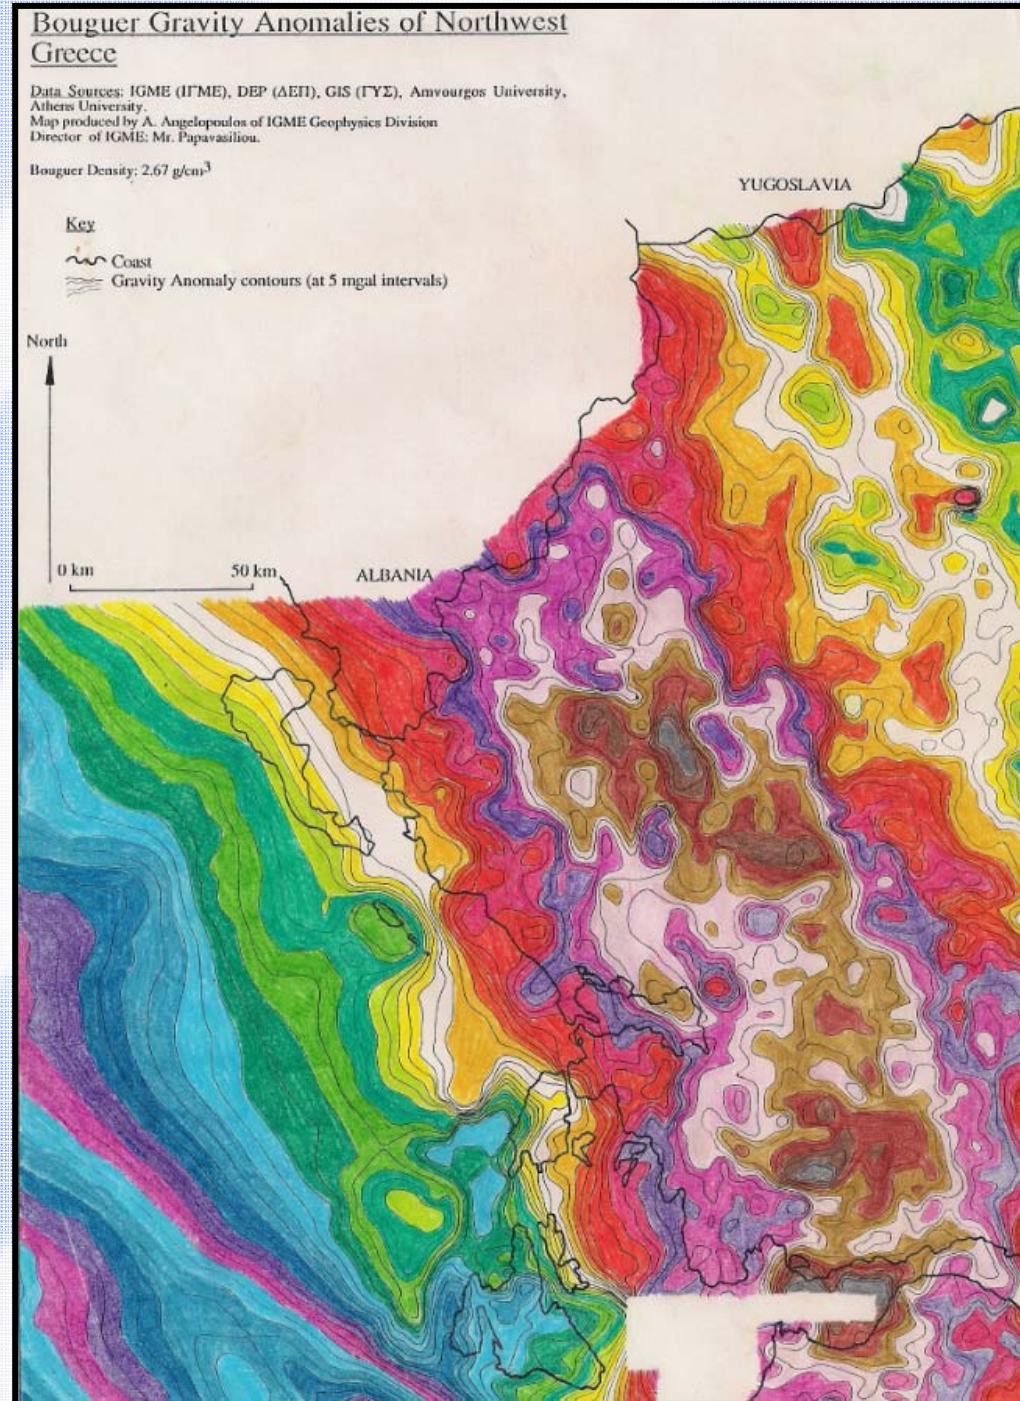 Bouguer Gravity Anomalies of Northwest
Greece
Data Sources: IGME (ΙΓΜΕ), DEP (ΔΕΠ), GIS (ΓΥΣ), Amvourgos University,
Athens University.
Map produced by A. Angelopoulos of IGME Geophysics Division
Director of IGME: Mr. Papavasiliou.
Bouguer Density: 2.67 g/cm3
YUGOSLAVIA
Key
Coast
Gravity Anomaly contours (at 5 mgal intervals)
North
0 km 50 km
ALBANIA